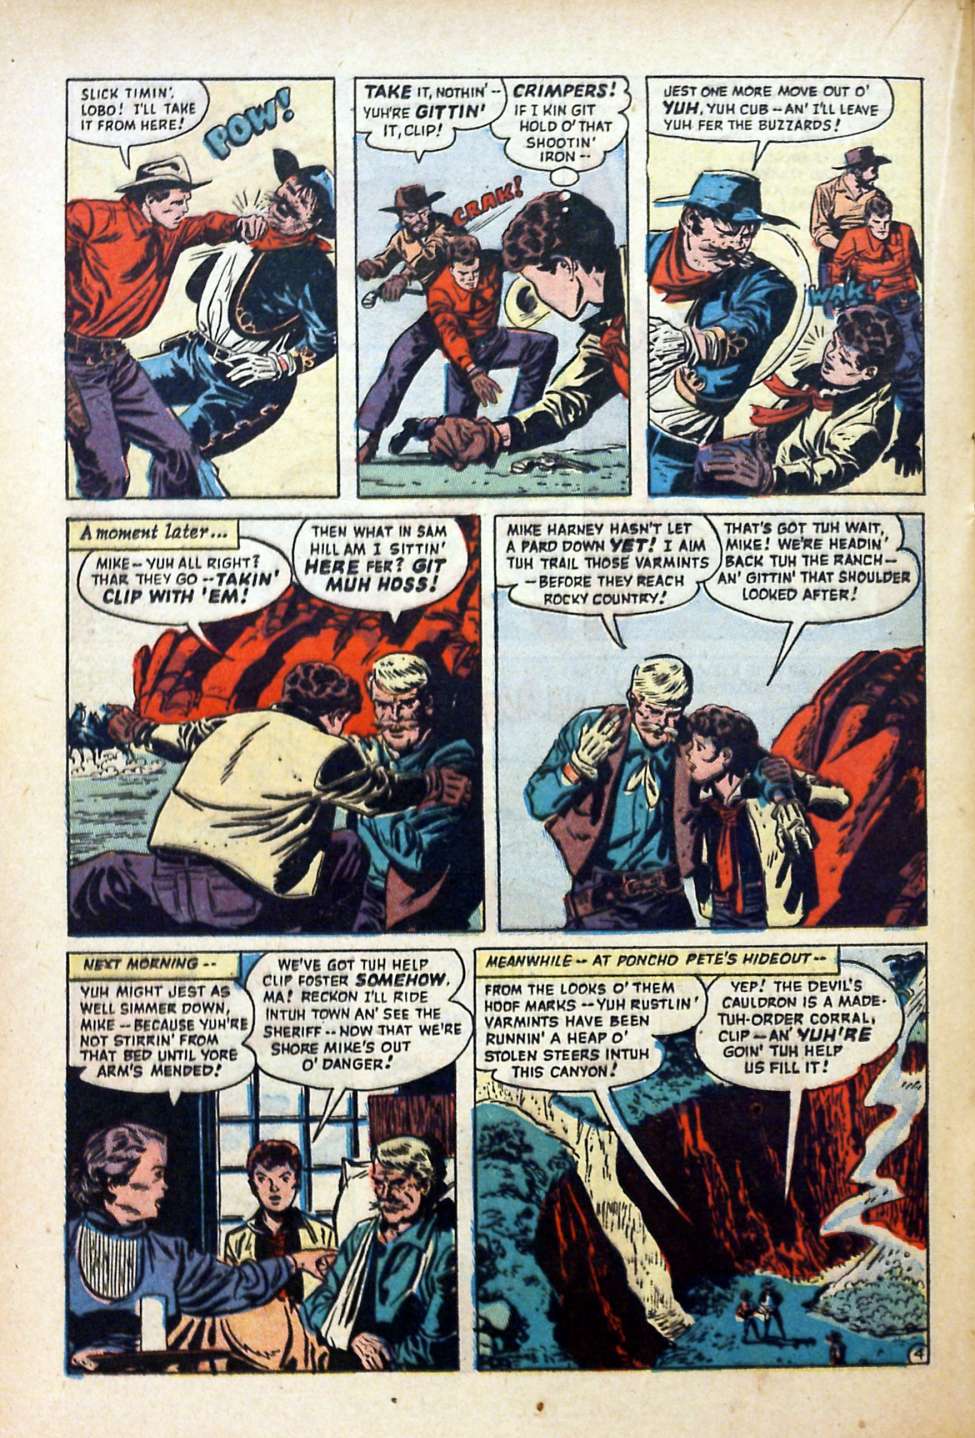 SLICK TIMIN',
LOBO! I'LL TAKE
IT FROM HERE!
POW!
TAKE IT, NOTHIN'--
YUH'RE GITTIN'
IT, CLIP!
CRIMPERS!
IF I KIN GIT
HOLD O' THAT
SHOOTIN'
IRON--
CRAK!
JEST ONE MORE MOVE OUT O'
YUH, YUH CUB--AN' I'LL LEAVE
YUH FER THE BUZZARDS!
WAK!
A moment later...
MIKE--YUH ALL RIGHT?
THAR THEY GO--TAKIN'
CLIP WITH 'EM!
THEN WHAT IN SAM
HILL AM I SITTIN'
HERE FER? GIT
MUH HOSS!
MIKE HARNEY HASN'T LET
A PARD DOWN YET! I AIM
TUH TRAIL THOSE VARMINTS
--BEFORE THEY REACH
ROCKY COUNTRY!
THAT'S GOT TUH WAIT,
MIKE! WE'RE HEADIN'
BACK TUH THE RANCH--
AN' GITTIN' THAT SHOULDER
LOOKED AFTER!
NEXT MORNING--
YUH MIGHT JEST AS
WELL SIMMER DOWN,
MIKE--BECAUSE YUH'RE
NOT STIRRIN' FROM
THAT BED UNTIL YORE
ARM'S MENDED!
WE'VE GOT TUH HELP
CLIP FOSTER SOMEHOW,
MA! RECKON I'LL RIDE
INTUH TOWN AN' SEE THE
SHERIFF--NOW THAT WE'RE
SHORE MIKE'S OUT
O' DANGER!
MEANWHILE--AT PONCHO PETE'S HIDEOUT--
FROM THE LOOKS O' THEM
HOOF MARKS--YUH RUSTLIN'
VARMINTS HAVE BEEN
RUNNIN' A HEAP O'
STOLEN STEERS INTUH
THIS CANYON!
YEP! THE DEVIL'S
CAULDRON IS A MADE-
TUH-ORDER CORRAL,
CLIP--AN' YUH'RE
GOIN' TUH HELP
US FILL IT!
4